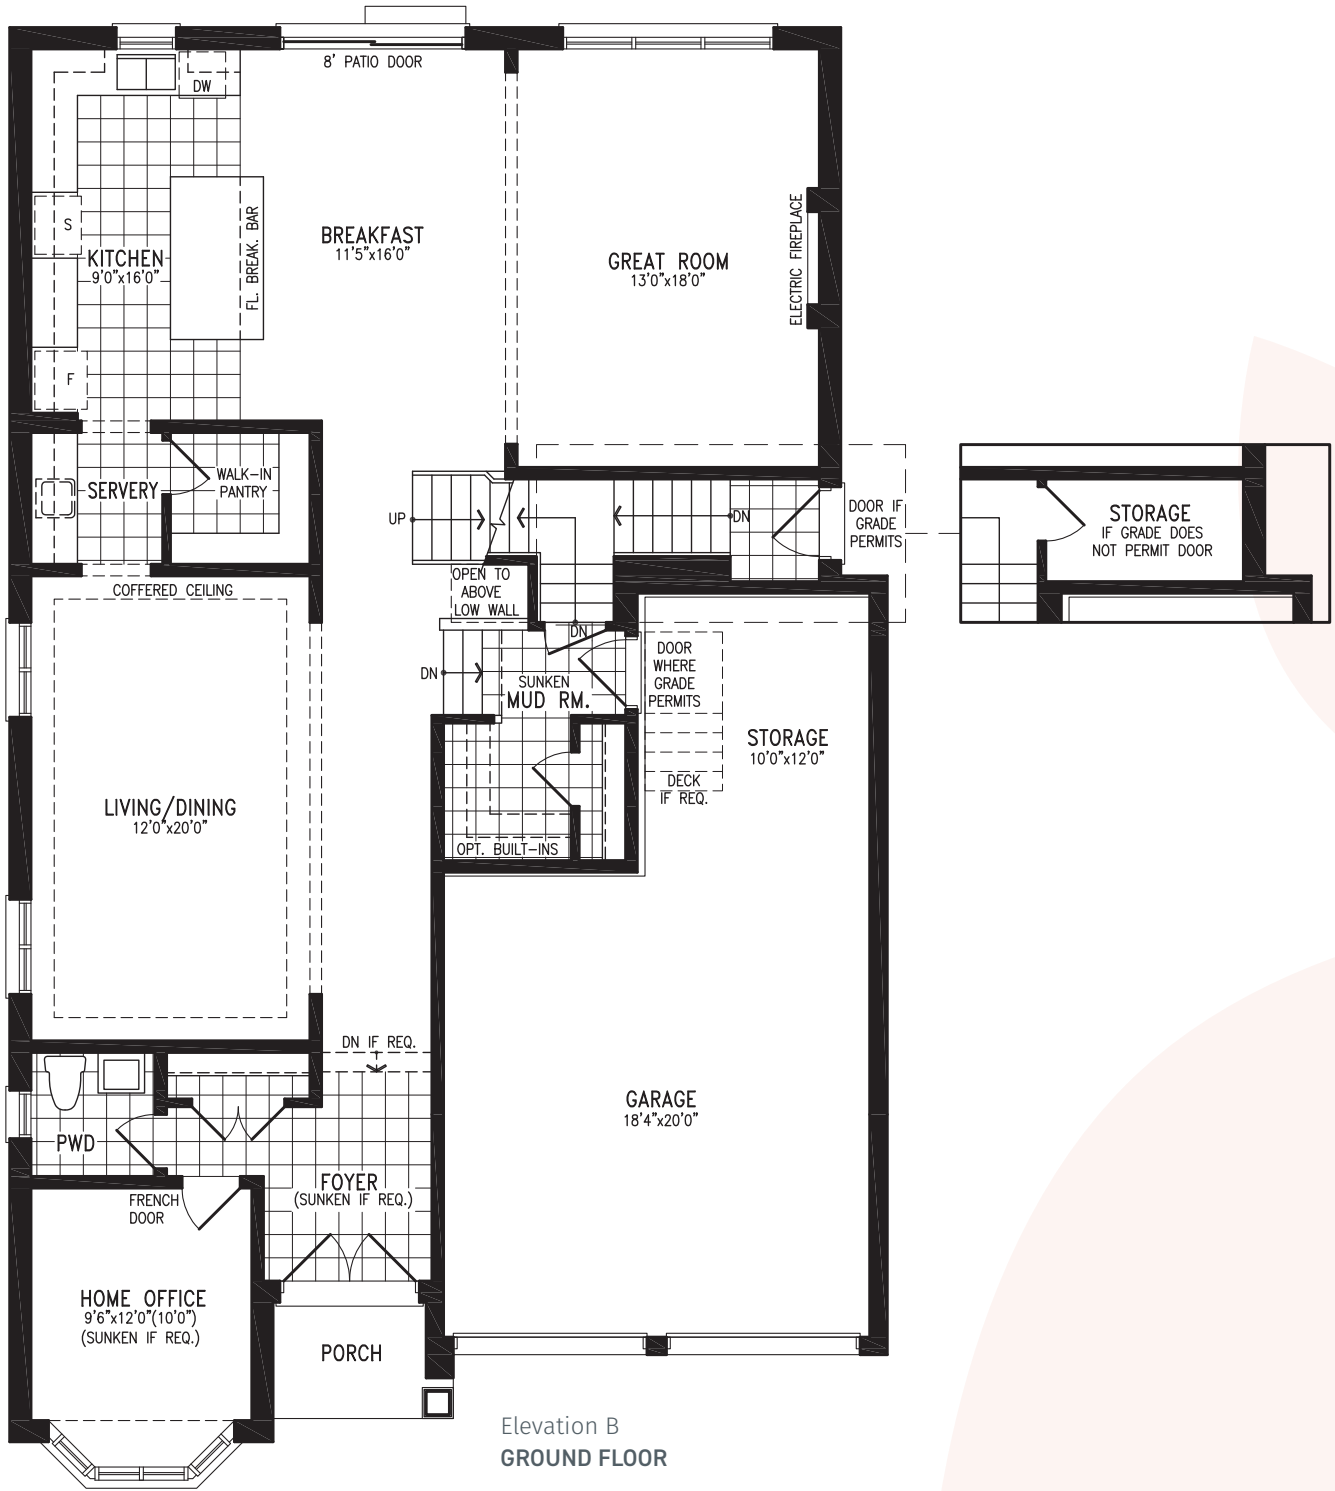 8' PATIO DOOR
DW
S
KITCHEN
9'0"x16'0"
FL. BREAK. BAR
BREAKFAST
11'5"x16'0"
GREAT ROOM
13'0"x18'0"
ELECTRIC FIREPLACE
F
SERVERY
WALK-IN
PANTRY
UP
DN
DOOR IF
GRADE
PERMITS
STORAGE
IF GRADE DOES
NOT PERMIT DOOR
COFFERED CEILING
OPEN TO
ABOVE
LOW WALL
DN
DN
SUNKEN
MUD RM.
DOOR
WHERE
GRADE
PERMITS
STORAGE
10'0"x12'0"
DECK
IF REQ.
LIVING/DINING
12'0"x20'0"
OPT. BUILT-INS
DN IF REQ.
GARAGE
18'4"x20'0"
PWD
FOYER
(SUNKEN IF REQ.)
FRENCH
DOOR
HOME OFFICE
9'6"x12'0"(10'0")
(SUNKEN IF REQ.)
PORCH
Elevation B
GROUND FLOOR